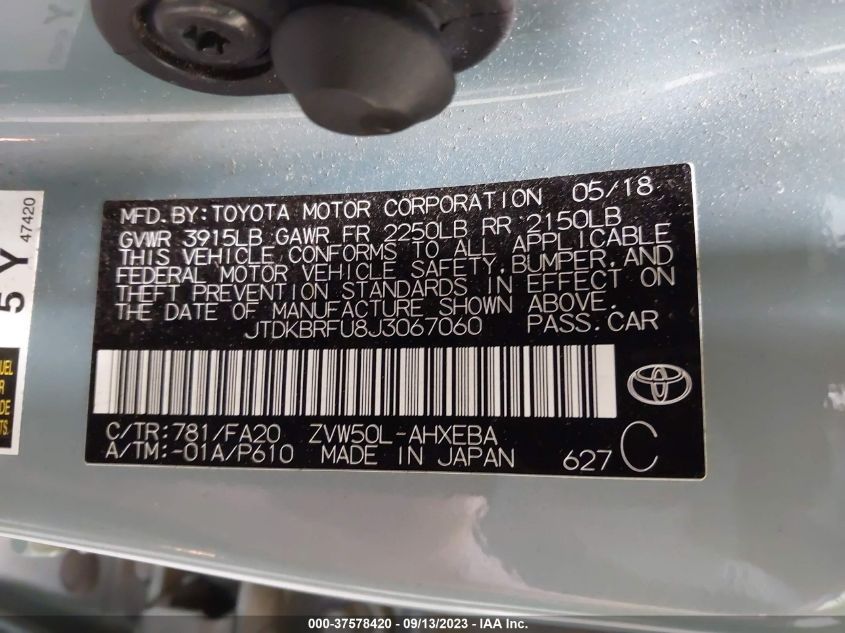 MFD. BY: TOYOTA MOTOR CORPORATION 05/18
GVWR 3915LB GAWR FR 2250LB RR 2150LB
THIS VEHICLE CONFORMS TO ALL APPLICABLE
FEDERAL MOTOR VEHICLE SAFETY, BUMPER, AND
THEFT PREVENTION STANDARDS IN EFFECT ON
THE DATE OF MANUFACTURE SHOWN ABOVE.
JTDKBRFU8J3067060 PASS. CAR
C/TR: 781/FA20 ZVW50L-AHXEBA
A/TM: -01A/P610 MADE IN JAPAN 627 C
5 Y 47420
UEL
R
DE
TS.
000-37578420 - 09/13/2023 - IAA Inc.